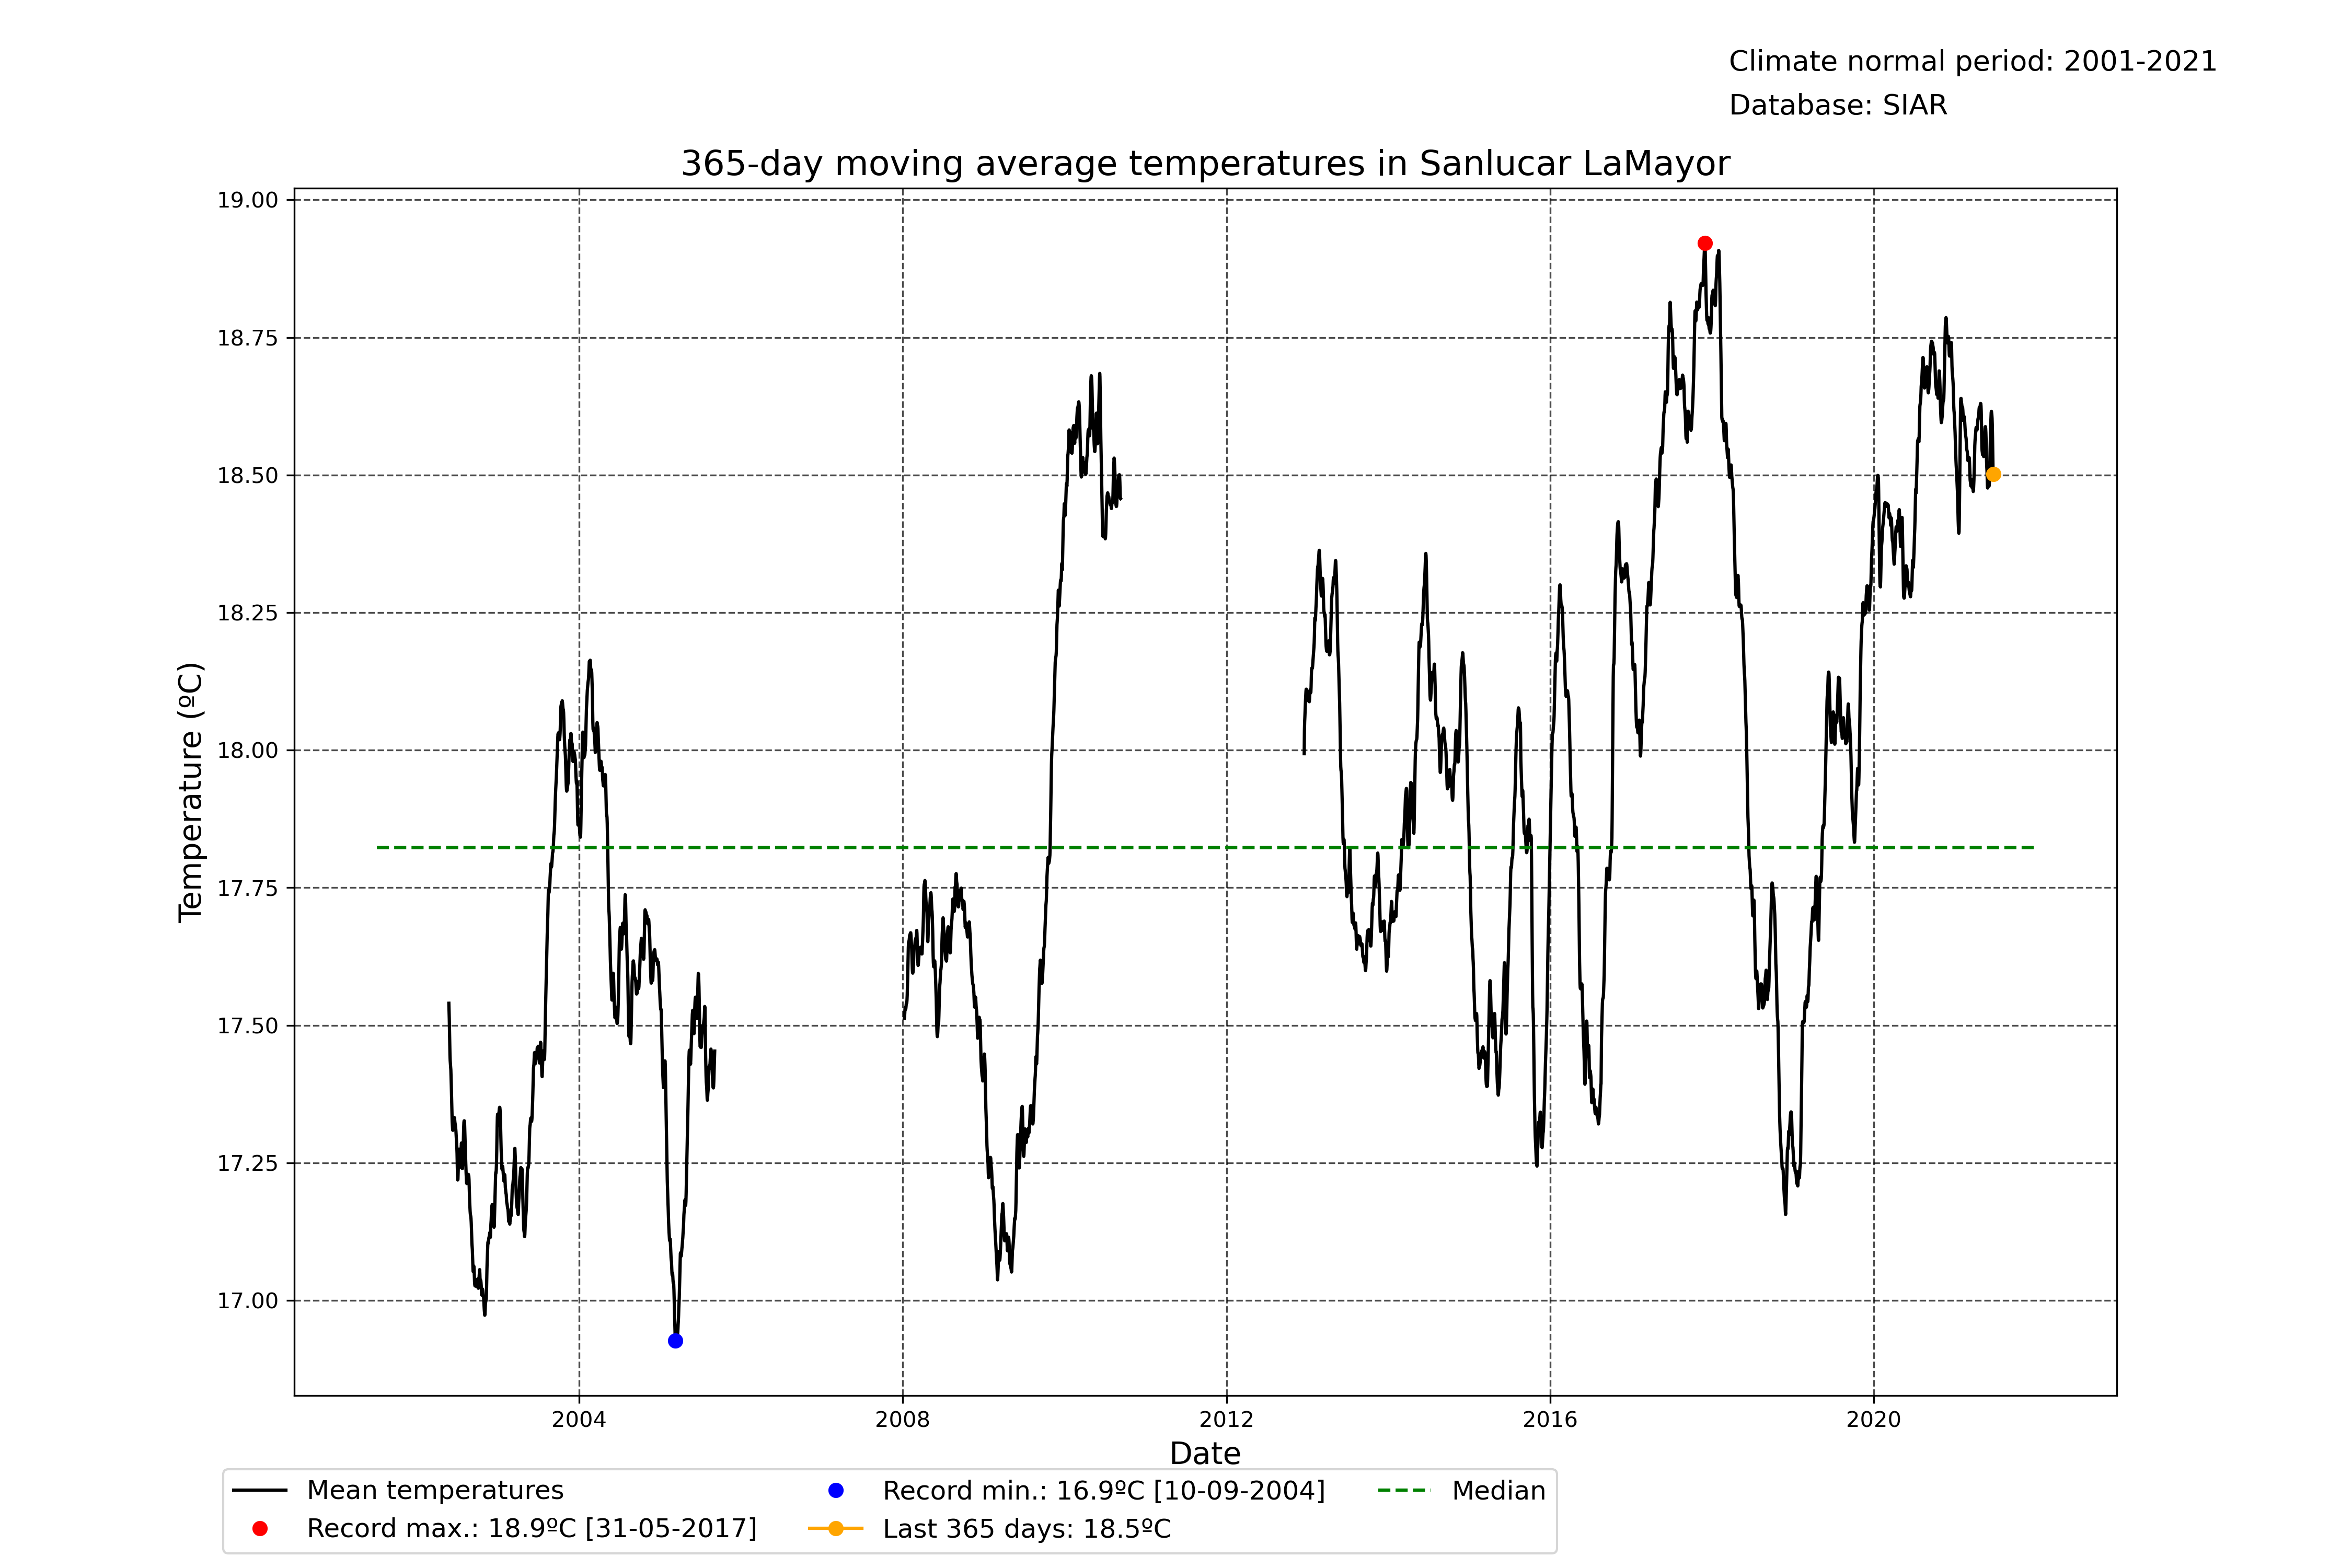 Climate normal period: 2001-2021
Database: SIAR
365-day moving average temperatures in Sanlucar LaMayor
19.00
18.75
18.50
18.25
18.00
17.75
17.50
17.25
17.00
Temperature (ºC)
2004 2008 2012 2016 2020
Date
Mean temperatures
Record max.: 18.9ºC [31-05-2017]
Record min.: 16.9ºC [10-09-2004]
Last 365 days: 18.5ºC
Median